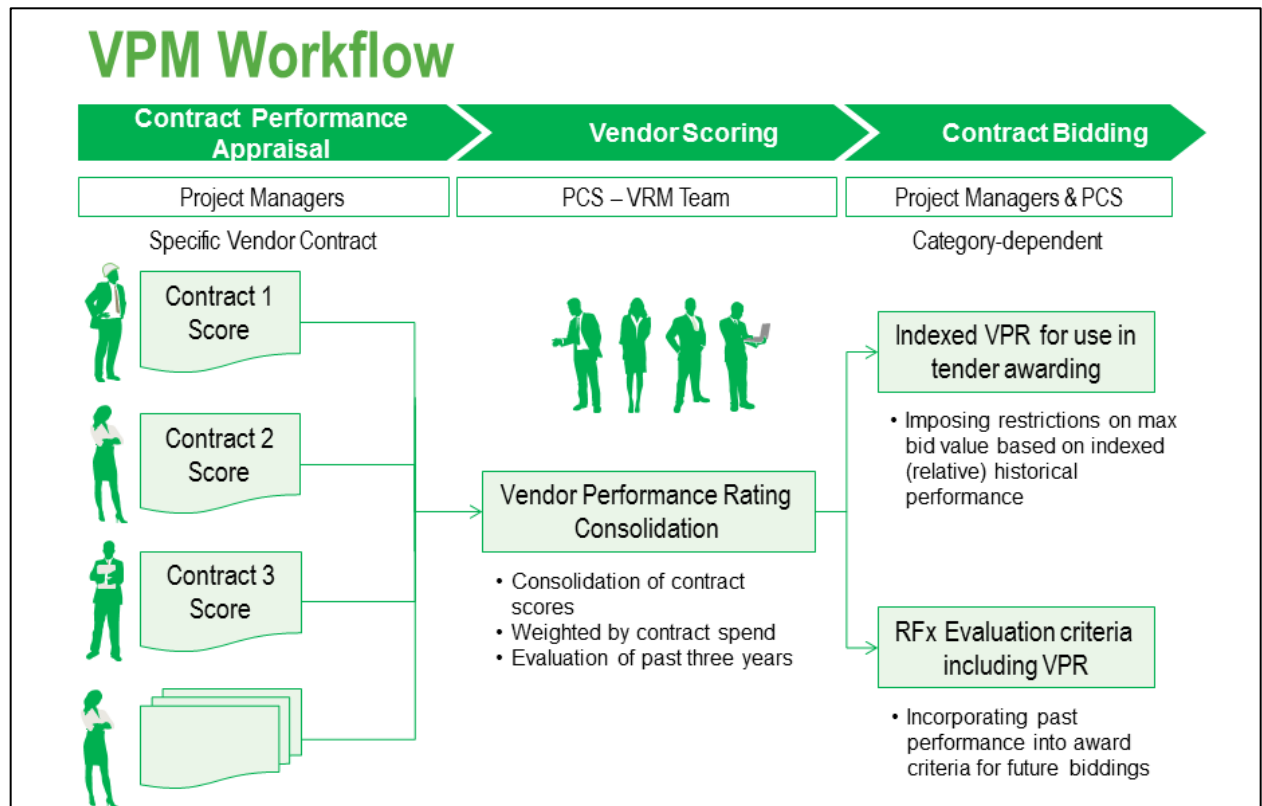 VPM Workflow
Contract Performance
Appraisal
Vendor Scoring
Contract Bidding
Project Managers
PCS – VRM Team
Project Managers & PCS
Specific Vendor Contract
Category-dependent
Contract 1
Score
Contract 2
Score
Contract 3
Score
Vendor Performance Rating
Consolidation
• Consolidation of contract
scores
• Weighted by contract spend
• Evaluation of past three years
Indexed VPR for use in
tender awarding
• Imposing restrictions on max
bid value based on indexed
(relative) historical
performance
RFx Evaluation criteria
including VPR
• Incorporating past
performance into award
criteria for future biddings